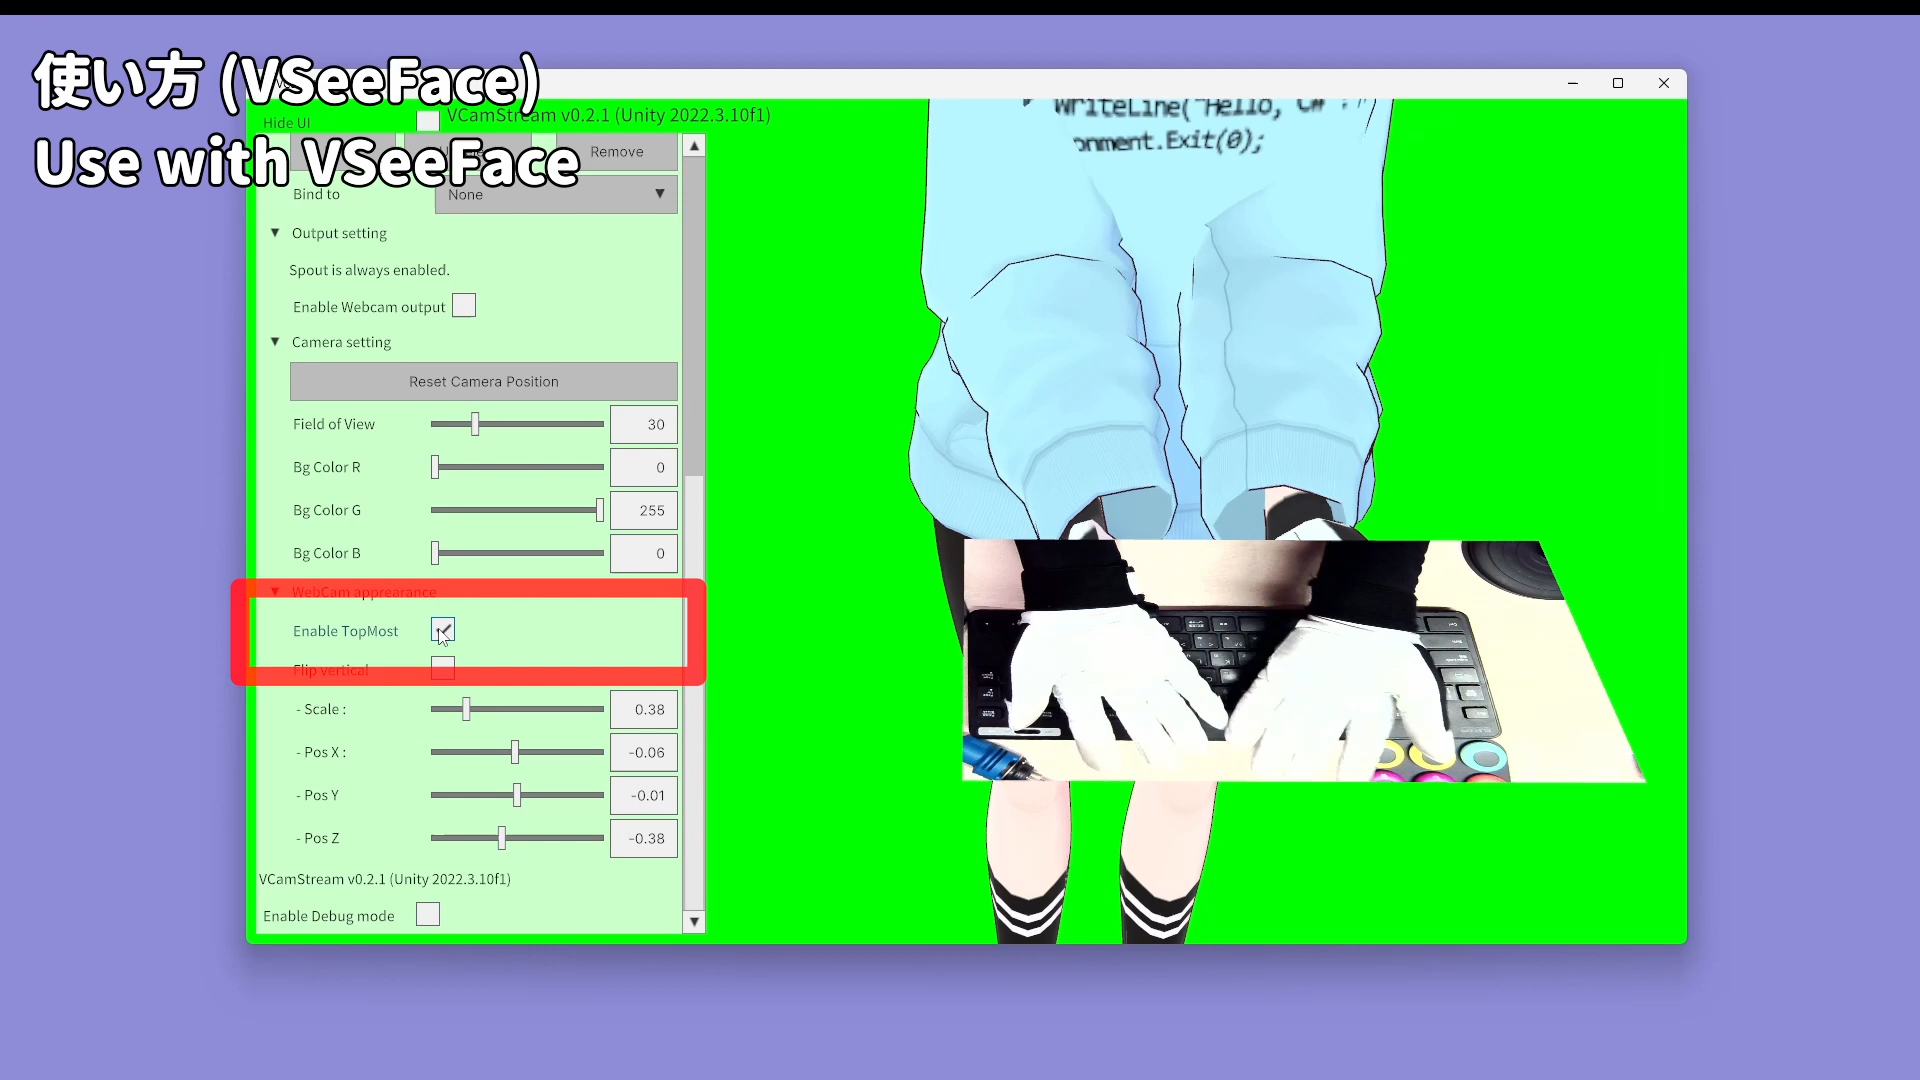 使い方 (VSeeFace)
Use with VSeeFace
Hide UI
VCamStream v0.2.1 (Unity 2022.3.10f1)
Remove
Bind to
None
Output setting
Spout is always enabled.
Enable Webcam output
Camera setting
Reset Camera Position
Field of View
30
Bg Color R
0
Bg Color G
255
Bg Color B
0
WebCam apprearance
Enable TopMost
Flip vertical
- Scale :
0.38
- Pos X :
-0.06
- Pos Y
-0.01
- Pos Z
-0.38
VCamStream v0.2.1 (Unity 2022.3.10f1)
Enable Debug mode
WriteLine("Hello, C# !")
onment.Exit(0);